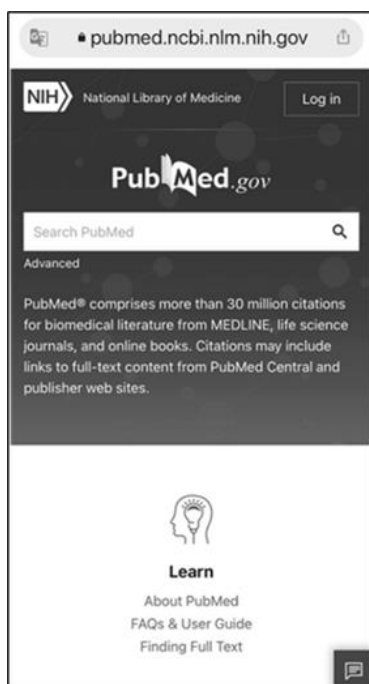 pubmed.ncbi.nlm.nih.gov
NIH National Library of Medicine Log in
PubMed.gov
Search PubMed
Advanced
PubMed® comprises more than 30 million citations
for biomedical literature from MEDLINE, life science
journals, and online books. Citations may include
links to full-text content from PubMed Central and
publisher web sites.
Learn
About PubMed
FAQs & User Guide
Finding Full Text